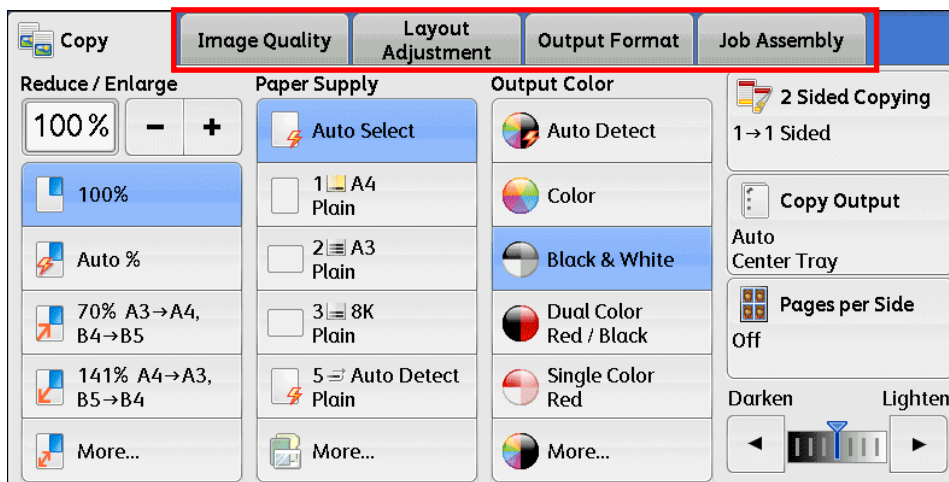 Copy
Image Quality
Layout
Adjustment
Output Format
Job Assembly
Reduce / Enlarge
100%
− +
100%
Auto %
70% A3→A4,
B4→B5
141% A4→A3,
B5→B4
More...
Paper Supply
Auto Select
1 A4
Plain
2 A3
Plain
3 8K
Plain
5 Auto Detect
Plain
More...
Output Color
Auto Detect
Color
Black & White
Dual Color
Red / Black
Single Color
Red
More...
2 Sided Copying
1→1 Sided
Copy Output
Auto
Center Tray
Pages per Side
Off
Darken Lighten